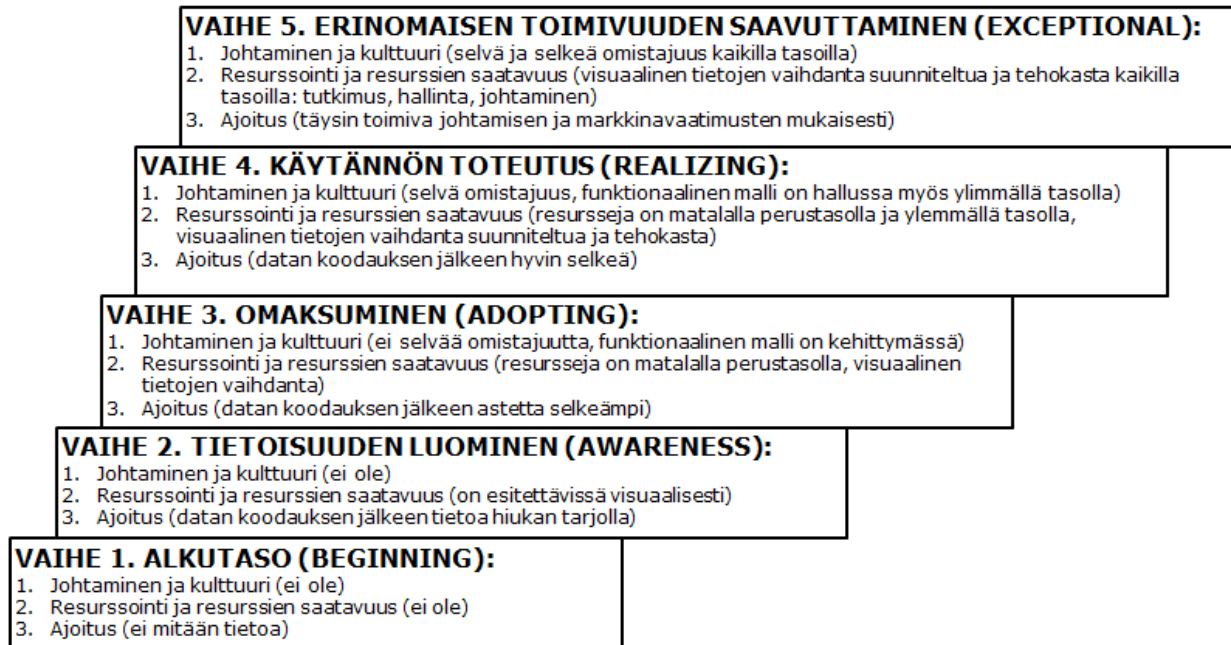 VAIHE 5. ERINOMAISEN TOIMIVUUDEN SAAVUTTAMINEN (EXCEPTIONAL):
1. Johtaminen ja kulttuuri (selvä ja selkeä omistajuus kaikilla tasoilla)
2. Resurssointi ja resurssien saatavuus (visuaalinen tietojen vaihdanta suunniteltua ja tehokasta kaikilla
tasoilla: tutkimus, hallinta, johtaminen)
3. Ajoitus (täysin toimiva johtamisen ja markkinavaatimusten mukaisesti)
VAIHE 4. KÄYTÄNNÖN TOTEUTUS (REALIZING):
1. Johtaminen ja kulttuuri (selvä omistajuus, funktionaalinen malli on hallussa myös ylimmällä tasolla)
2. Resurssointi ja resurssien saatavuus (resursseja on matalalla perustasolla ja ylemmällä tasolla,
visuaalinen tietojen vaihdanta suunniteltua ja tehokasta)
3. Ajoitus (datan koodauksen jälkeen hyvin selkeä)
VAIHE 3. OMAKSUMINEN (ADOPTING):
1. Johtaminen ja kulttuuri (ei selvää omistajuutta, funktionaalinen malli on kehittymässä)
2. Resurssointi ja resurssien saatavuus (resursseja on matalalla perustasolla, visuaalinen
tietojen vaihdanta)
3. Ajoitus (datan koodauksen jälkeen astetta selkeämpi)
VAIHE 2. TIETOISUUDEN LUOMINEN (AWARENESS):
1. Johtaminen ja kulttuuri (ei ole)
2. Resurssointi ja resurssien saatavuus (on esitettävissä visuaalisesti)
3. Ajoitus (datan koodauksen jälkeen tietoa hiukan tarjolla)
VAIHE 1. ALKUTASO (BEGINNING):
1. Johtaminen ja kulttuuri (ei ole)
2. Resurssointi ja resurssien saatavuus (ei ole)
3. Ajoitus (ei mitään tietoa)